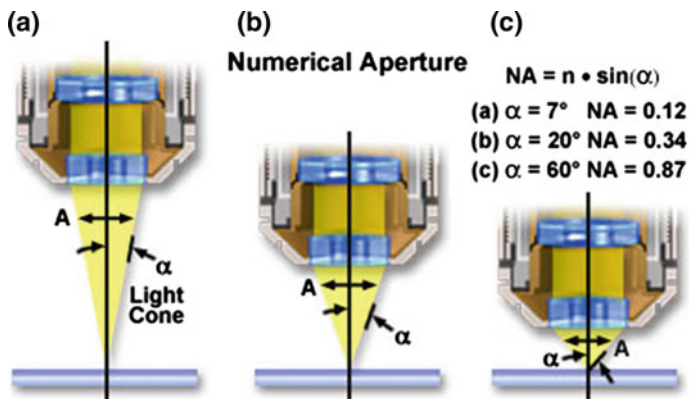 (a)
A
α
Light
Cone
(b)
Numerical Aperture
A
α
(c)
NA = n • sin(α)
(a) α = 7° NA = 0.12
(b) α = 20° NA = 0.34
(c) α = 60° NA = 0.87
α
A